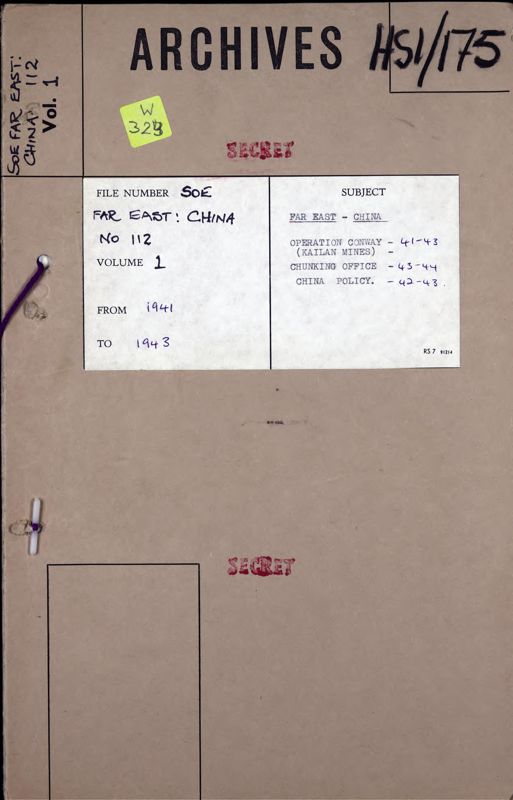 SOE FAR EAST:
CHINA 112
Vol. 1
ARCHIVES HS1/175
W
329
SECRET
FILE NUMBER SOE
FAR EAST: CHINA
No 112
VOLUME 1
FROM 1941
TO 1943
SUBJECT
FAR EAST - CHINA
OPERATION CONWAY - 41-43
(KAILAN MINES) -
CHUNKING OFFICE - 43-44
CHINA POLICY. - 42-43.
RS 7 91214
SECRET